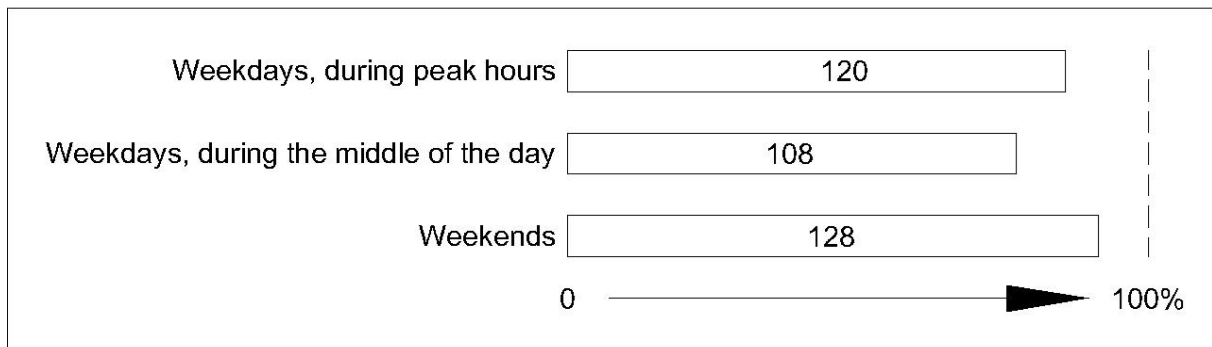 Weekdays, during peak hours 120
Weekdays, during the middle of the day 108
Weekends 128
0 100%